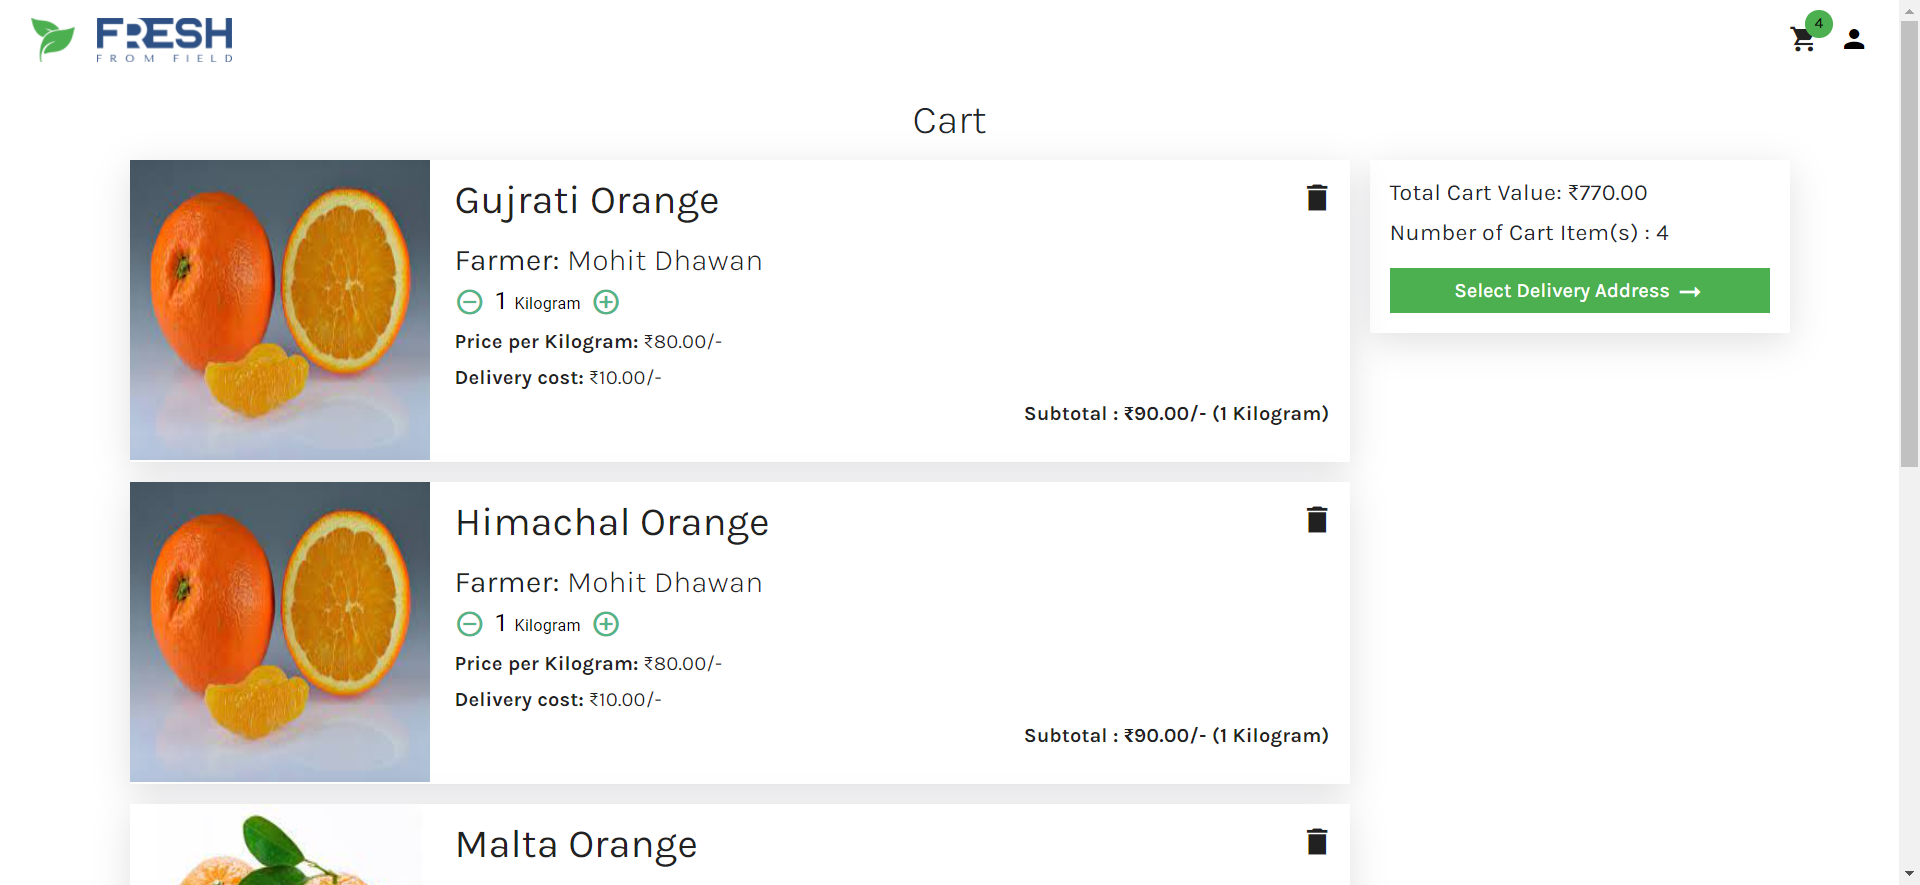 FRESH
FROM FIELD
4
Cart
Gujrati Orange
Farmer: Mohit Dhawan
1 Kilogram
Price per Kilogram: ₹80.00/-
Delivery cost: ₹10.00/-
Subtotal : ₹90.00/- (1 Kilogram)
Total Cart Value: ₹770.00
Number of Cart Item(s) : 4
Select Delivery Address →
Himachal Orange
Farmer: Mohit Dhawan
1 Kilogram
Price per Kilogram: ₹80.00/-
Delivery cost: ₹10.00/-
Subtotal : ₹90.00/- (1 Kilogram)
Malta Orange